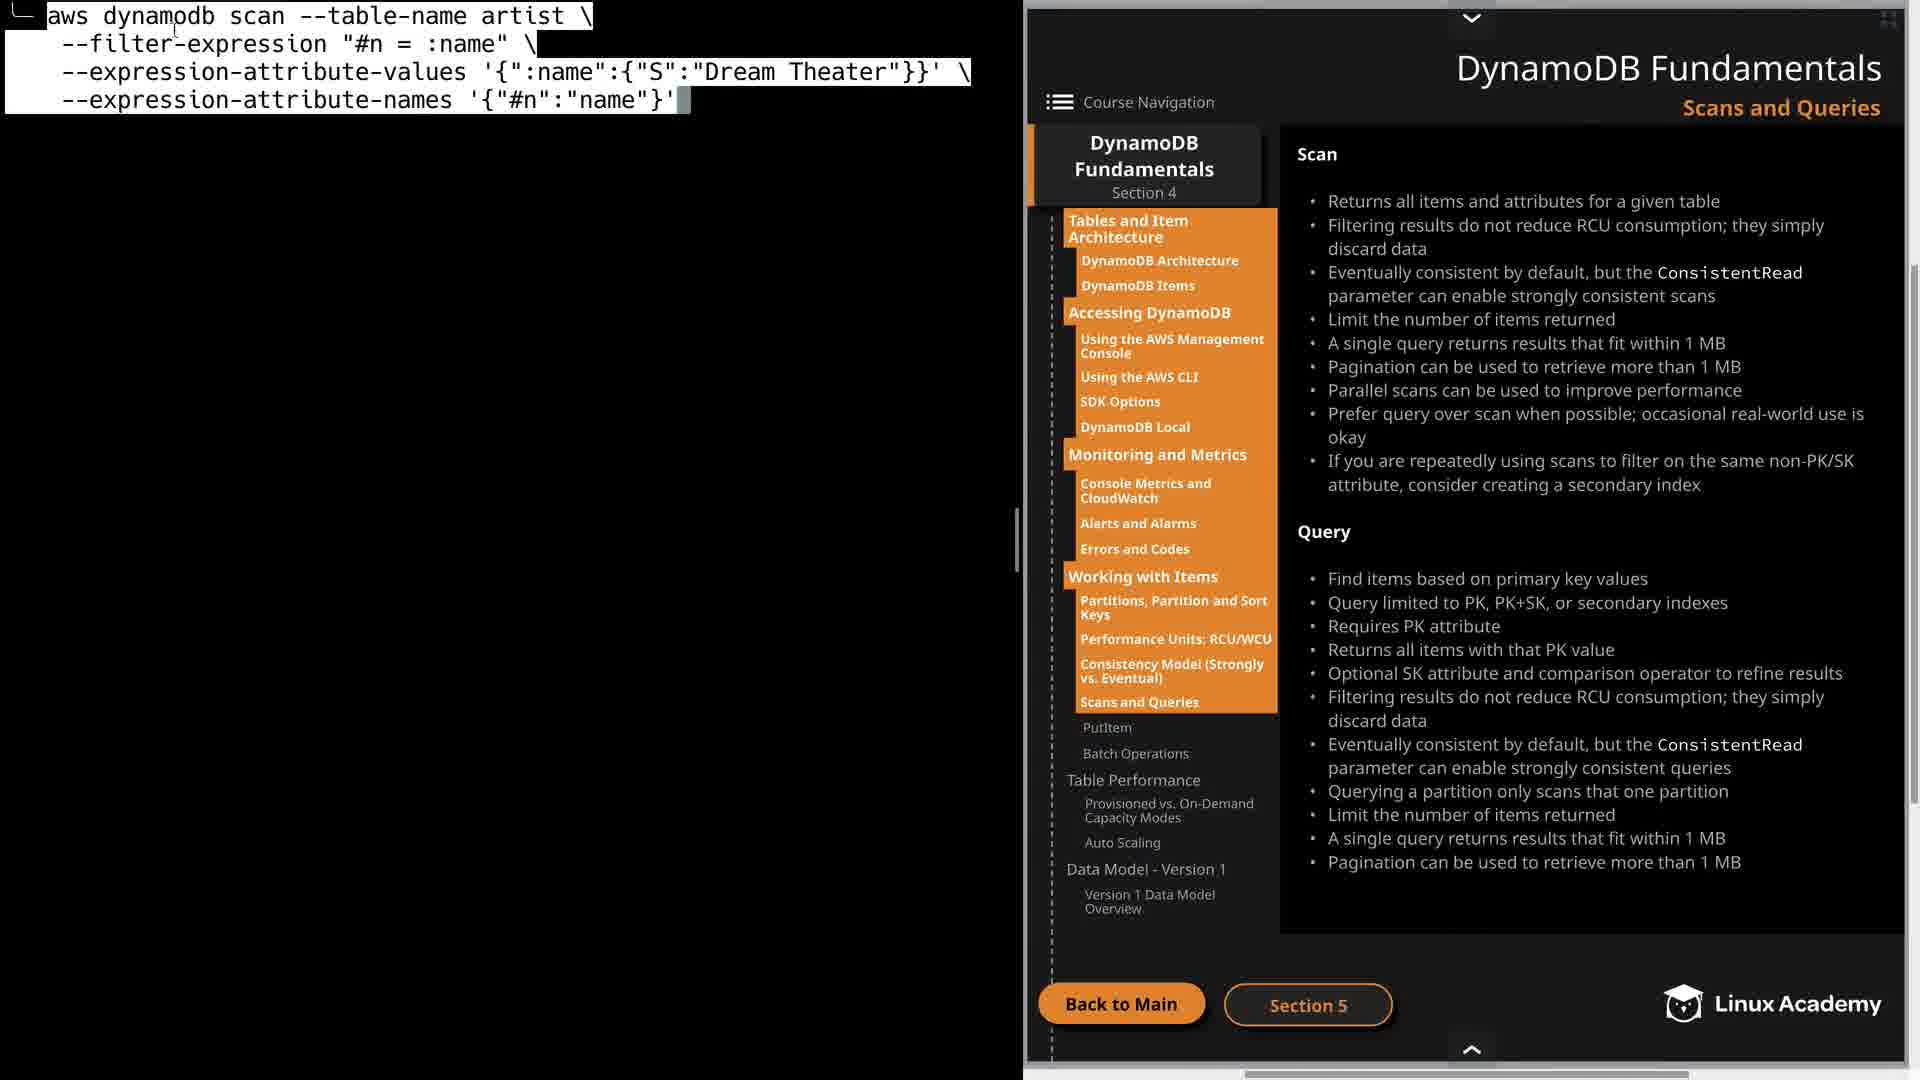 aws dynamodb scan --table-name artist \
--filter-expression "#n = :name" \
--expression-attribute-values '{":name":{"S":"Dream Theater"}}' \
--expression-attribute-names '{"#n":"name"}'
DynamoDB Fundamentals
Scans and Queries
Course Navigation
DynamoDB
Fundamentals
Section 4
Tables and Item
Architecture
DynamoDB Architecture
DynamoDB Items
Accessing DynamoDB
Using the AWS Management
Console
Using the AWS CLI
SDK Options
DynamoDB Local
Monitoring and Metrics
Console Metrics and
CloudWatch
Alerts and Alarms
Errors and Codes
Working with Items
Partitions, Partition and Sort
Keys
Performance Units: RCU/WCU
Consistency Model (Strongly
vs. Eventual)
Scans and Queries
PutItem
Batch Operations
Table Performance
Provisioned vs. On-Demand
Capacity Modes
Auto Scaling
Data Model - Version 1
Version 1 Data Model
Overview
Scan
• Returns all items and attributes for a given table
• Filtering results do not reduce RCU consumption; they simply
discard data
• Eventually consistent by default, but the ConsistentRead
parameter can enable strongly consistent scans
• Limit the number of items returned
• A single query returns results that fit within 1 MB
• Pagination can be used to retrieve more than 1 MB
• Parallel scans can be used to improve performance
• Prefer query over scan when possible; occasional real-world use is
okay
• If you are repeatedly using scans to filter on the same non-PK/SK
attribute, consider creating a secondary index
Query
• Find items based on primary key values
• Query limited to PK, PK+SK, or secondary indexes
• Requires PK attribute
• Returns all items with that PK value
• Optional SK attribute and comparison operator to refine results
• Filtering results do not reduce RCU consumption; they simply
discard data
• Eventually consistent by default, but the ConsistentRead
parameter can enable strongly consistent queries
• Querying a partition only scans that one partition
• Limit the number of items returned
• A single query returns results that fit within 1 MB
• Pagination can be used to retrieve more than 1 MB
Back to Main
Section 5
Linux Academy